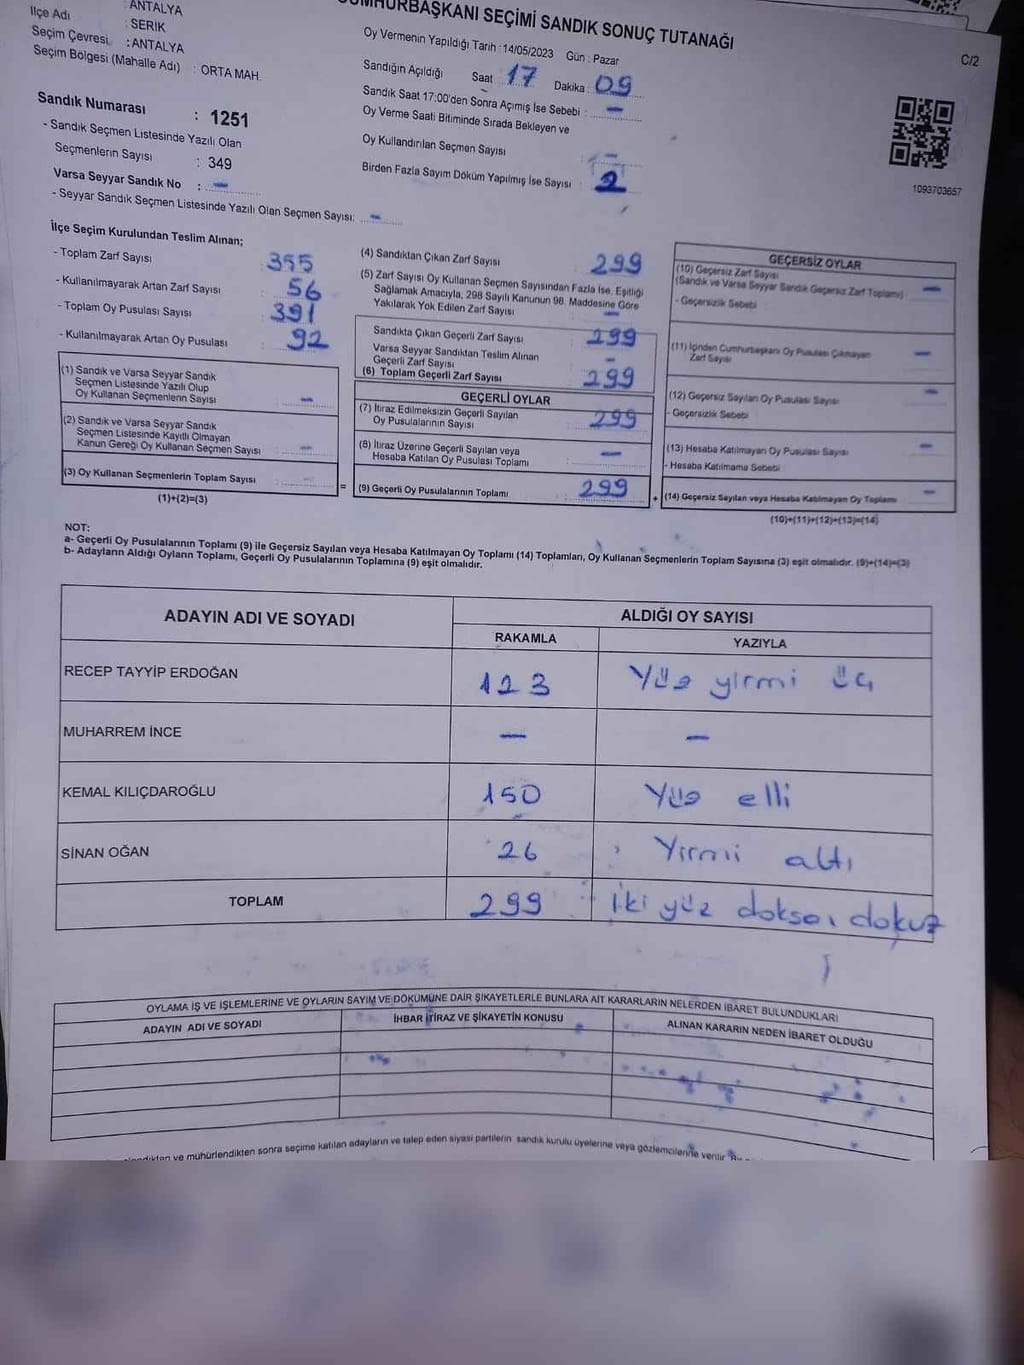 ANTALYA
İlçe Adı : SERIK
Seçim Çevresi : ANTALYA
Seçim Bölgesi (Mahalle Adı) : ORTA MAH.
Sandık Numarası : 1251
- Sandık Seçmen Listesinde Yazılı Olan
Seçmenlerin Sayısı : 349
Varsa Seyyar Sandık No : -
- Seyyar Sandık Seçmen Listesinde Yazılı Olan Seçmen Sayısı: -
CUMHURBAŞKANI SEÇİMİ SANDIK SONUÇ TUTANAĞI
C/2
Oy Vermenin Yapıldığı Tarih : 14/05/2023 Gün : Pazar
Sandığın Açıldığı Saat 17 Dakika 09
Sandık Saat 17:00'den Sonra Açımış İse Sebebi : -
Oy Verme Saati Bitiminde Sırada Bekleyen ve
Oy Kullandırılan Seçmen Sayısı : -
Birden Fazla Sayım Döküm Yapılmış İse Sayısı : 2
1093703657
İlçe Seçim Kurulundan Teslim Alınan;
- Toplam Zarf Sayısı : 355
- Kullanılmayarak Artan Zarf Sayısı : 56
- Toplam Oy Pusulası Sayısı : 391
- Kullanılmayarak Artan Oy Pusulası : 92
(1) Sandık ve Varsa Seyyar Sandık
Seçmen Listesinde Yazılı Olup
Oy Kullanan Seçmenlerin Sayısı : -
(2) Sandık ve Varsa Seyyar Sandık
Seçmen Listesinde Kayıtlı Olmayan
Kanun Gereği Oy Kullanan Seçmen Sayısı : -
(3) Oy Kullanan Seçmenlerin Toplam Sayısı : -
(1)+(2)=(3)
(4) Sandıktan Çıkan Zarf Sayısı : 299
(5) Zarf Sayısı Oy Kullanan Seçmen Sayısından Fazla İse, Eşitliği
Sağlamak Amacıyla, 298 Sayılı Kanunun 98. Maddesine Göre
Yakılarak Yok Edilen Zarf Sayısı : -
Sandıkta Çıkan Geçerli Zarf Sayısı : 299
Varsa Seyyar Sandıktan Teslim Alınan
Geçerli Zarf Sayısı : -
(6) Toplam Geçerli Zarf Sayısı : 299
GEÇERLİ OYLAR
(7) İtiraz Edilmeksizin Geçerli Sayılan
Oy Pusulalarının Sayısı : 299
(8) İtiraz Üzerine Geçerli Sayılan veya
Hesaba Katılan Oy Pusulası Toplamı : -
= (9) Geçerli Oy Pusulalarının Toplamı : 299
GEÇERSİZ OYLAR
(10) Geçersiz Zarf Sayısı
(Sandık ve Varsa Seyyar Sandık Geçersiz Zarf Toplamı) : -
- Geçersizlik Sebebi
(11) İçinden Cumhurbaşkanı Oy Pusulası Çıkmayan
Zarf Sayısı : -
(12) Geçersiz Sayılan Oy Pusulası Sayısı : -
- Geçersizlik Sebebi
(13) Hesaba Katılmayan Oy Pusulası Sayısı : -
- Hesaba Katılmama Sebebi
+ (14) Geçersiz Sayılan veya Hesaba Katılmayan Oy Toplamı : -
(10)+(11)+(12)+(13)=(14)
NOT:
a- Geçerli Oy Pusulalarının Toplamı (9) ile Geçersiz Sayılan veya Hesaba Katılmayan Oy Toplamı (14) Toplamları, Oy Kullanan Seçmenlerin Toplam Sayısına (3) eşit olmalıdır. (9)+(14)=(3)
b- Adayların Aldığı Oyların Toplamı, Geçerli Oy Pusulalarının Toplamına (9) eşit olmalıdır.
ADAYIN ADI VE SOYADI ALDIĞI OY SAYISI
RAKAMLA YAZIYLA
RECEP TAYYİP ERDOĞAN 123 Yüz yirmi üç
MUHARREM İNCE - -
KEMAL KILIÇDAROĞLU 150 Yüz elli
SİNAN OĞAN 26 Yirmi altı
TOPLAM 299 İki yüz doksan dokuz
OYLAMA İŞ VE İŞLEMLERİNE VE OYLARIN SAYIM VE DÖKÜMÜNE DAİR ŞİKAYETLERLE BUNLARA AİT KARARLARIN NELERDEN İBARET BULUNDUKLARI
ADAYIN ADI VE SOYADI İHBAR İTİRAZ VE ŞİKAYETİN KONUSU ALINAN KARARIN NEDEN İBARET OLDUĞU
ve mühürlendikten sonra seçime katılan adayların ve talep eden siyasi partilerin sandık kurulu üyelerine veya gözlemcilerine verilir.